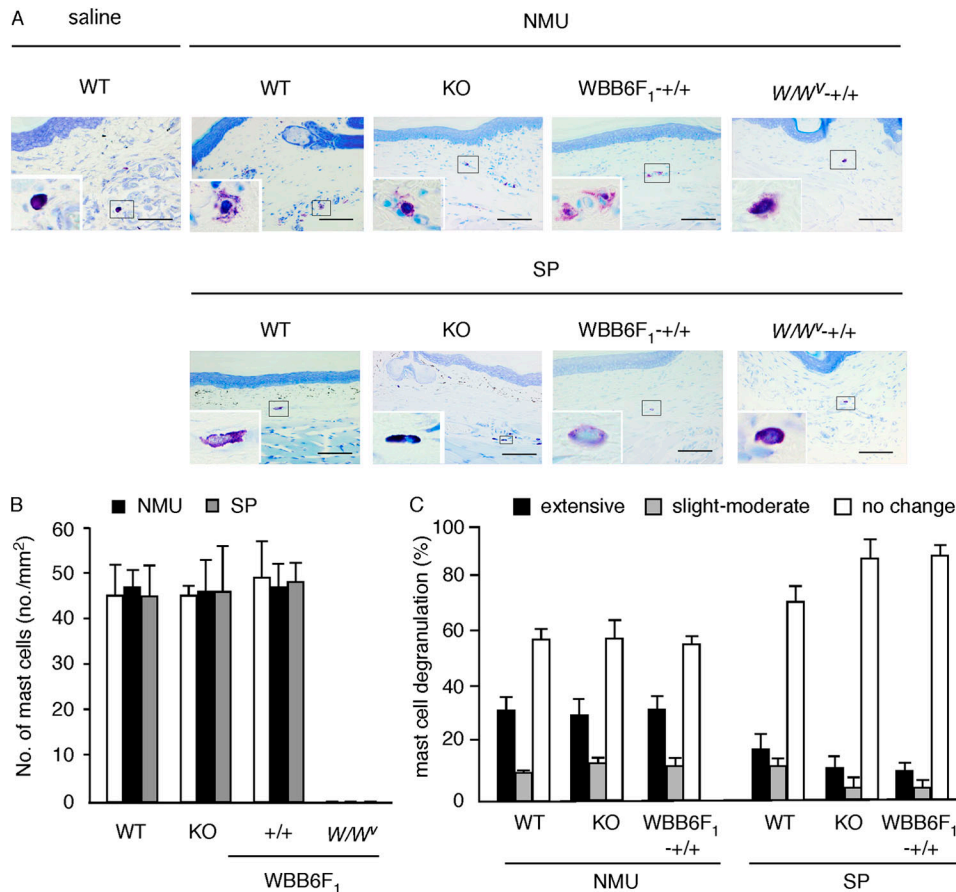 A
saline
NMU
WT
WT
KO
WBB6F₁-+/+
W/Wᵛ-+/+
SP
WT
KO
WBB6F₁-+/+
W/Wᵛ-+/+
B
NMU SP
No. of mast cells (no./mm²)
60
50
40
30
20
10
0
WT KO +/+ W/Wᵛ
WBB6F₁
C
extensive slight-moderate no change
mast cell degranulation (%)
100
80
60
40
20
0
WT KO WBB6F₁ WT KO WBB6F₁
-+/+ -+/+
NMU SP